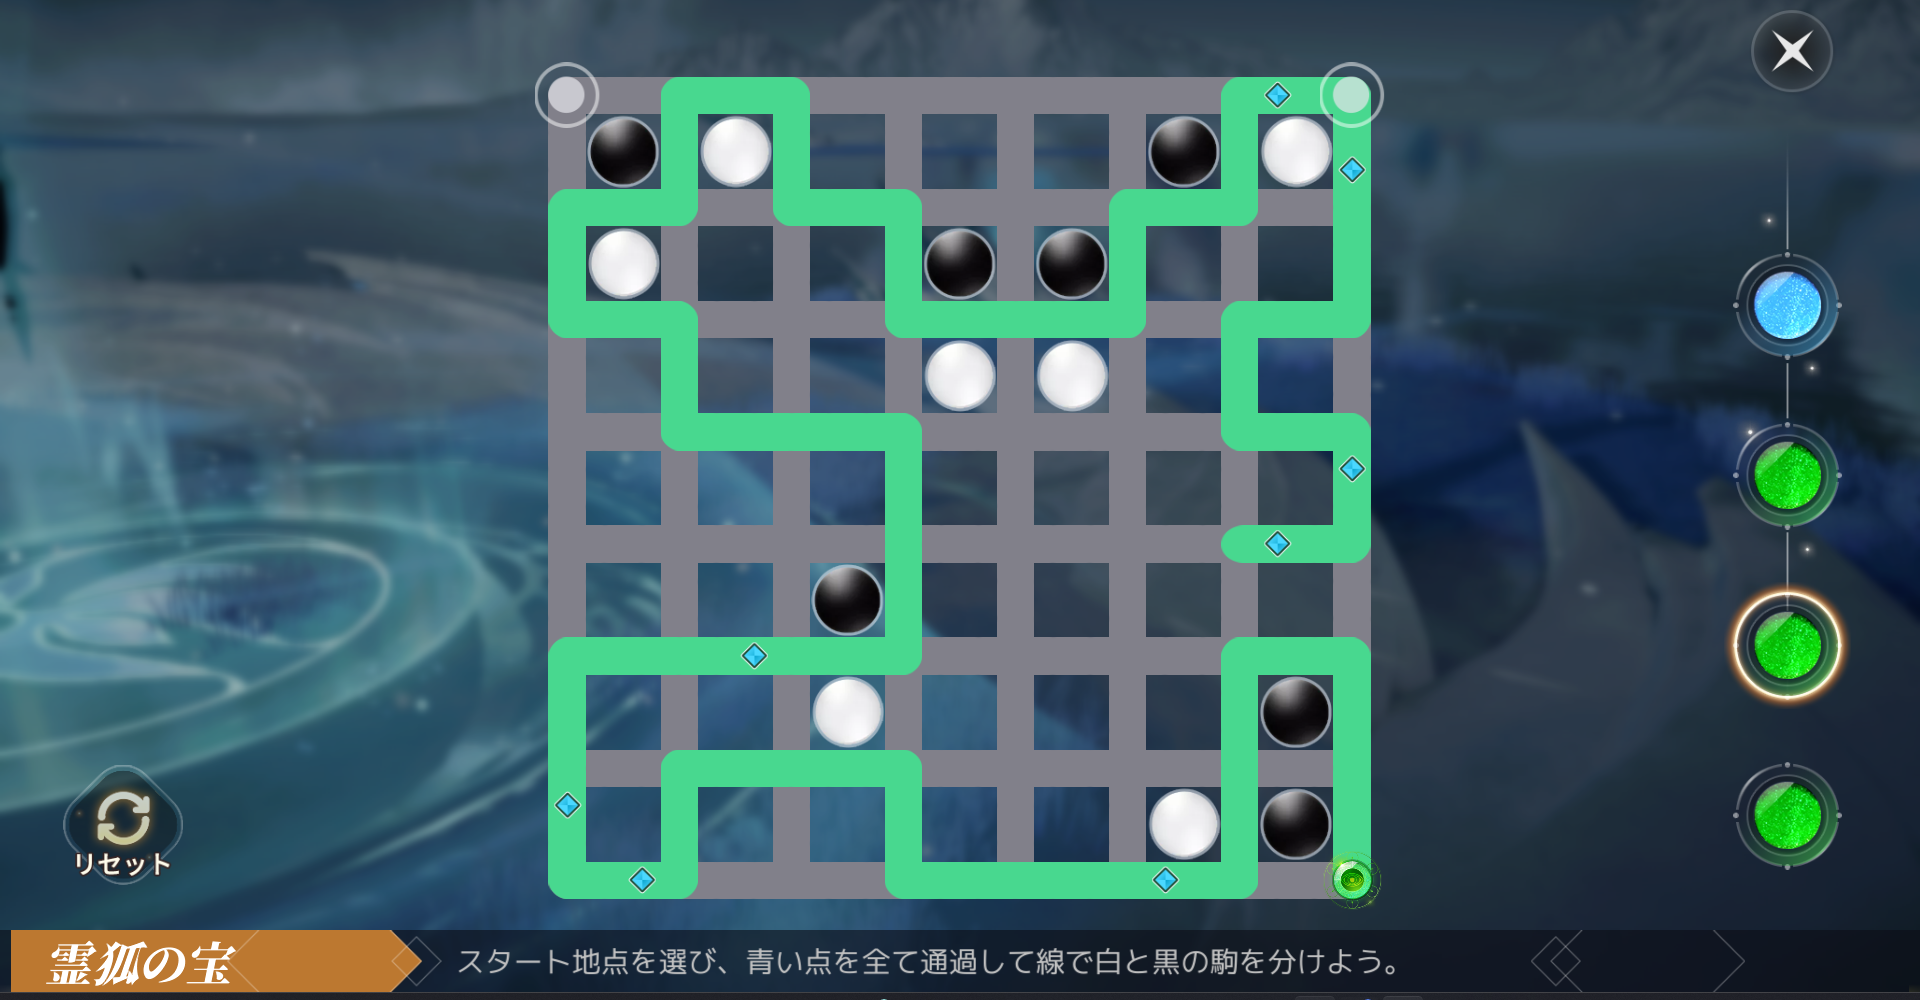 リセット
霊狐の宝
スタート地点を選び、青い点を全て通過して線で白と黒の駒を分けよう。